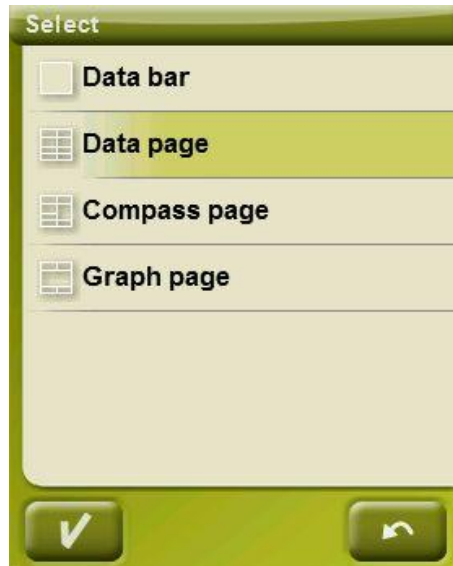 Select
Data bar
Data page
Compass page
Graph page